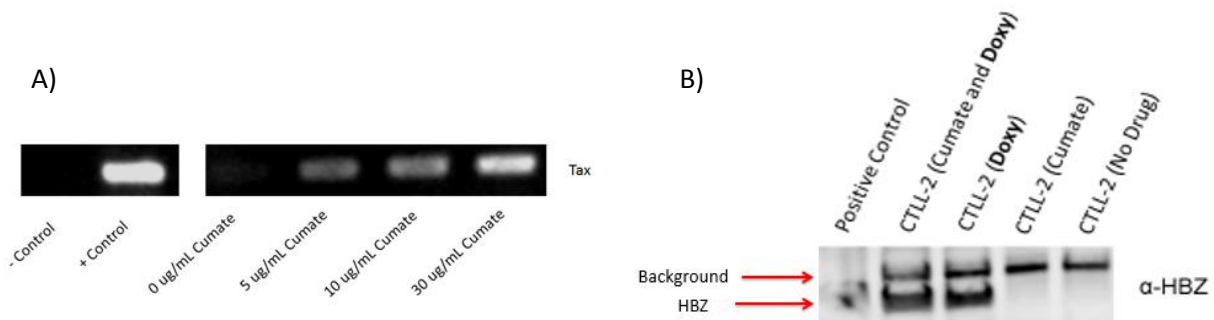 A)
Tax
- Control
+ Control
0 ug/mL Cumate
5 ug/mL Cumate
10 ug/mL Cumate
30 ug/mL Cumate
B)
Positive Control
CTLL-2 (Cumate and Doxy)
CTLL-2 (Doxy)
CTLL-2 (Cumate)
CTLL-2 (No Drug)
Background
HBZ
α-HBZ